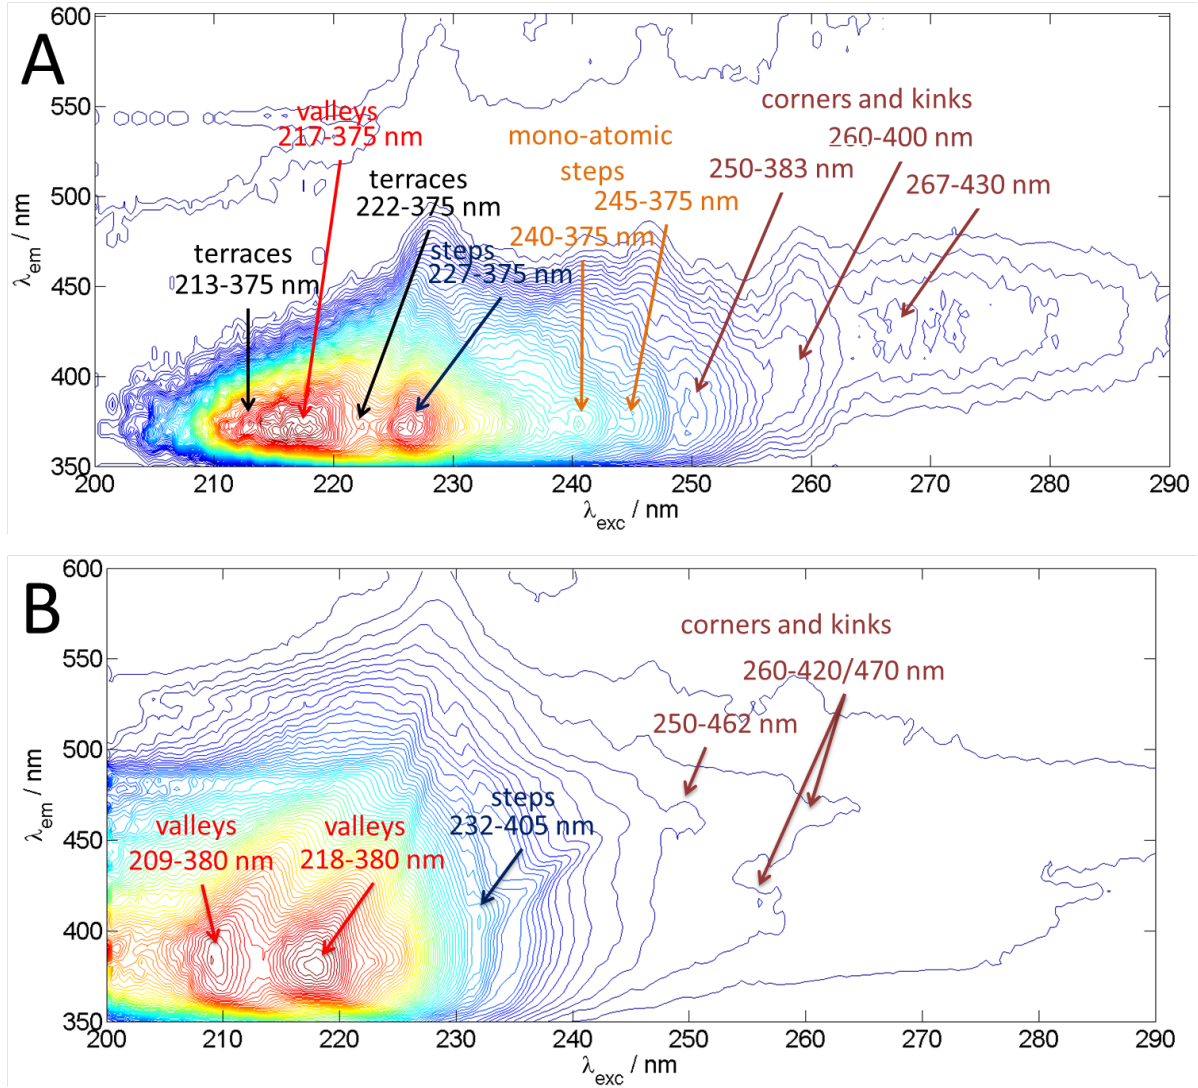 A
600
550
500
450
400
350
λem / nm
valleys
217-375 nm
terraces
222-375 nm
terraces
213-375 nm
steps
227-375 nm
mono-atomic
steps
245-375 nm
240-375 nm
corners and kinks
260-400 nm
250-383 nm
267-430 nm
200 210 220 230 240 250 260 270 280 290
λexc / nm
B
600
550
500
450
400
350
λem / nm
corners and kinks
260-420/470 nm
250-462 nm
steps
232-405 nm
valleys
209-380 nm
valleys
218-380 nm
200 210 220 230 240 250 260 270 280 290
λexc / nm